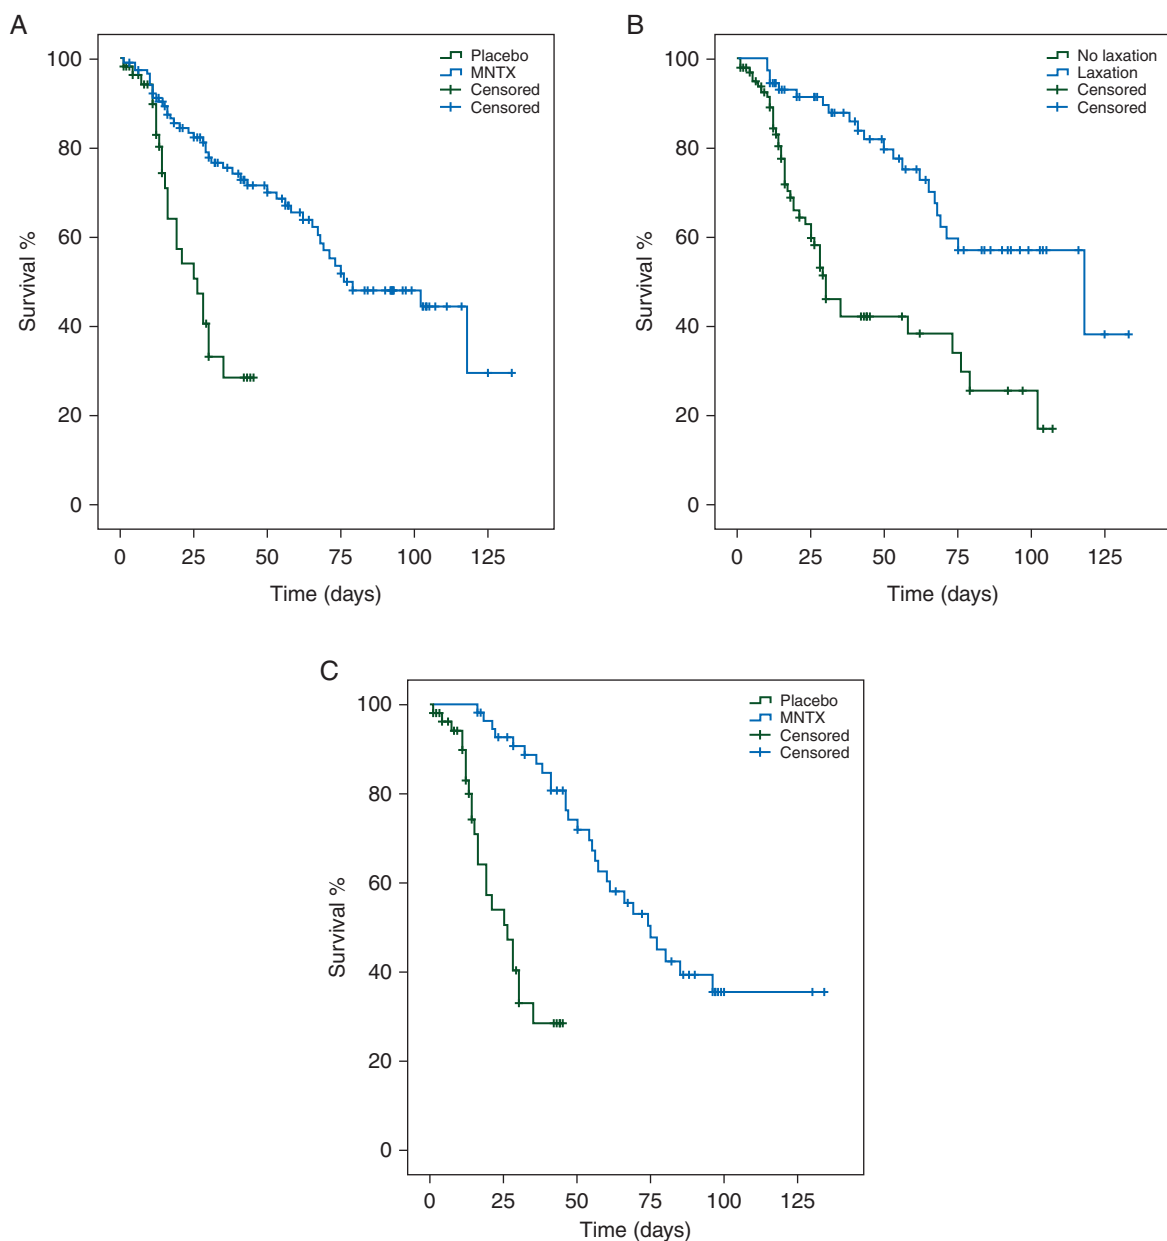 A
Placebo
MNTX
Censored
Censored
100
80
60
40
20
0
Survival %
0 25 50 75 100 125
Time (days)
B
No laxation
Laxation
Censored
Censored
100
80
60
40
20
0
Survival %
0 25 50 75 100 125
Time (days)
C
Placebo
MNTX
Censored
Censored
100
80
60
40
20
0
Survival %
0 25 50 75 100 125
Time (days)